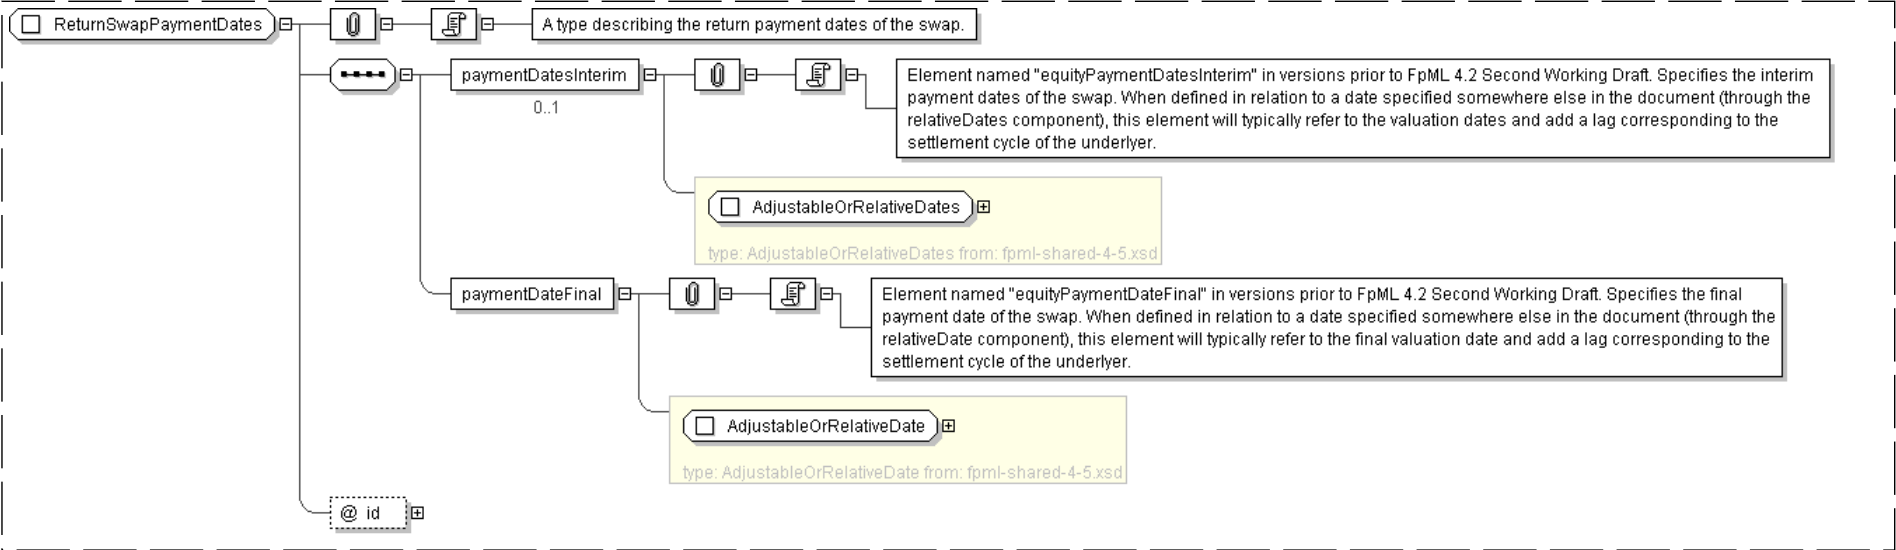 ReturnSwapPaymentDates
A type describing the return payment dates of the swap.
paymentDatesInterim
0..1
Element named "equityPaymentDatesInterim" in versions prior to FpML 4.2 Second Working Draft. Specifies the interim
payment dates of the swap. When defined in relation to a date specified somewhere else in the document (through the
relativeDates component), this element will typically refer to the valuation dates and add a lag corresponding to the
settlement cycle of the underlyer.
AdjustableOrRelativeDates
type: AdjustableOrRelativeDates from: fpml-shared-4-5.xsd
paymentDateFinal
Element named "equityPaymentDateFinal" in versions prior to FpML 4.2 Second Working Draft. Specifies the final
payment date of the swap. When defined in relation to a date specified somewhere else in the document (through the
relativeDate component), this element will typically refer to the final valuation date and add a lag corresponding to the
settlement cycle of the underlyer.
AdjustableOrRelativeDate
type: AdjustableOrRelativeDate from: fpml-shared-4-5.xsd
@ id